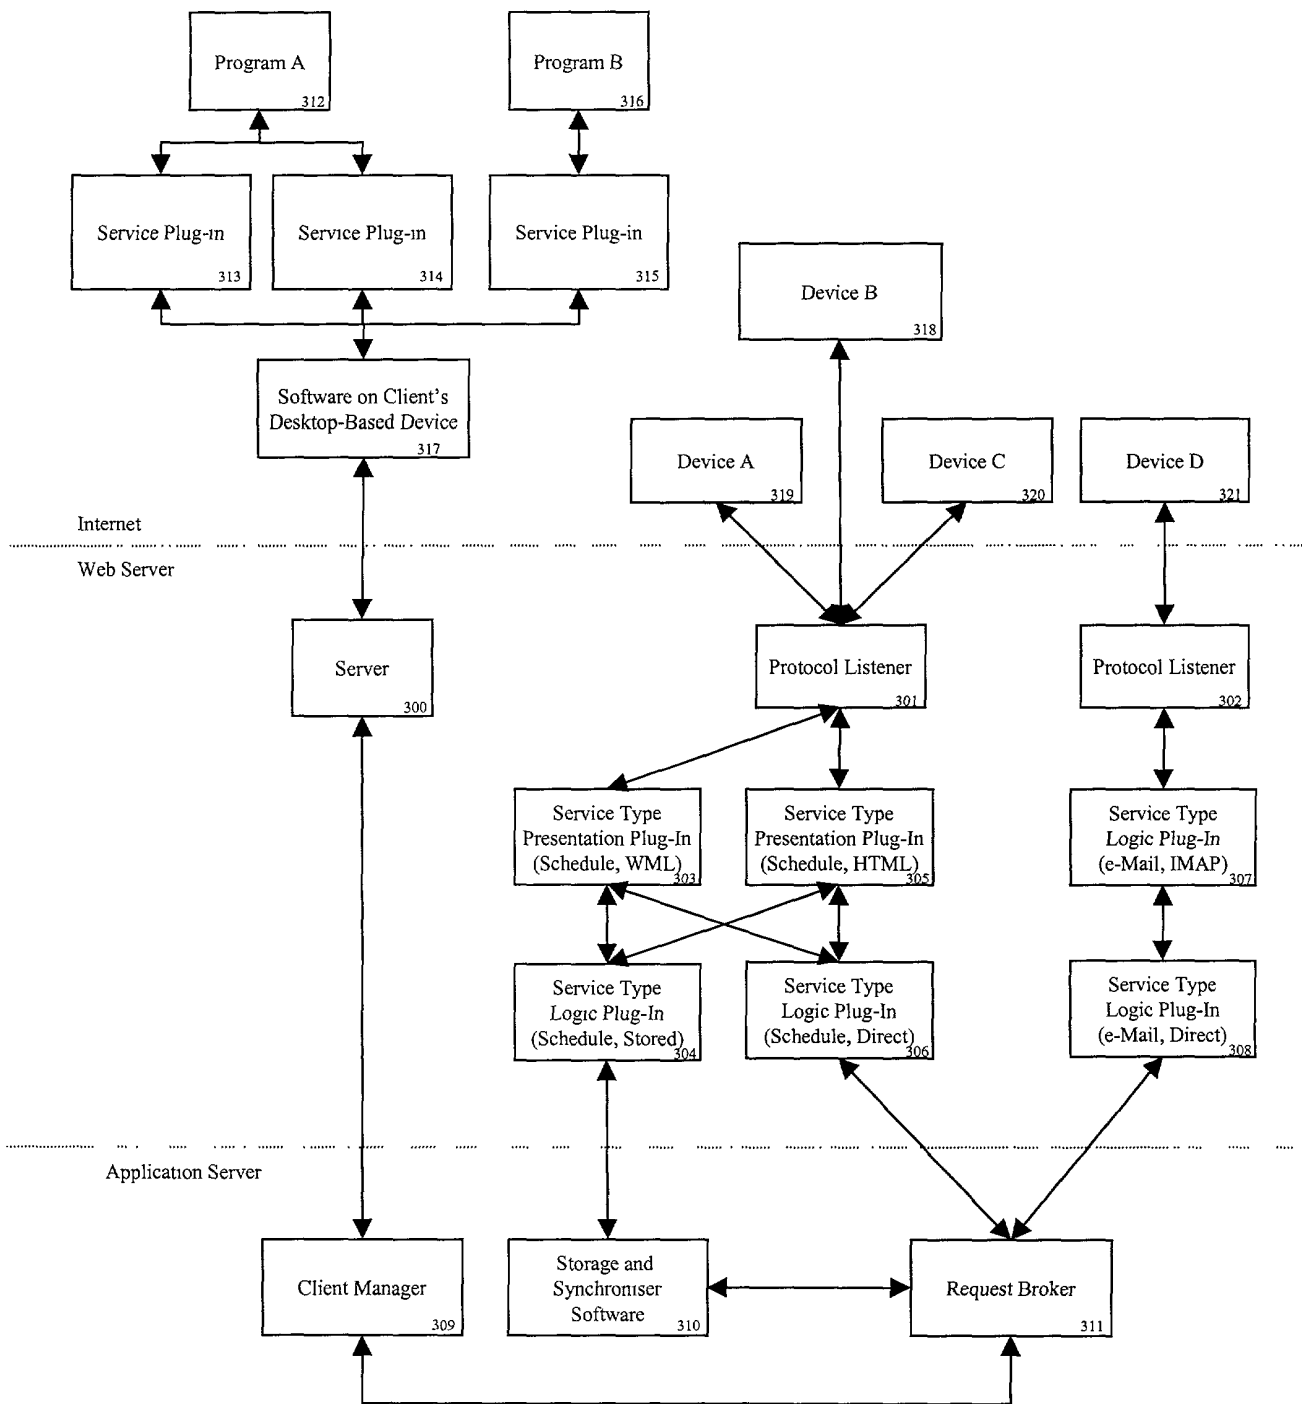 Program A
312
Program B
316
Service Plug-in
313
Service Plug-in
314
Service Plug-in
315
Device B
318
Software on Client's
Desktop-Based Device
317
Device A
319
Device C
320
Device D
321
Internet
Web Server
Server
300
Protocol Listener
301
Protocol Listener
302
Service Type
Presentation Plug-In
(Schedule, WML)
303
Service Type
Presentation Plug-In
(Schedule, HTML)
305
Service Type
Logic Plug-In
(e-Mail, IMAP)
307
Service Type
Logic Plug-In
(Schedule, Stored)
304
Service Type
Logic Plug-In
(Schedule, Direct)
306
Service Type
Logic Plug-In
(e-Mail, Direct)
308
Application Server
Client Manager
309
Storage and
Synchroniser
Software
310
Request Broker
311